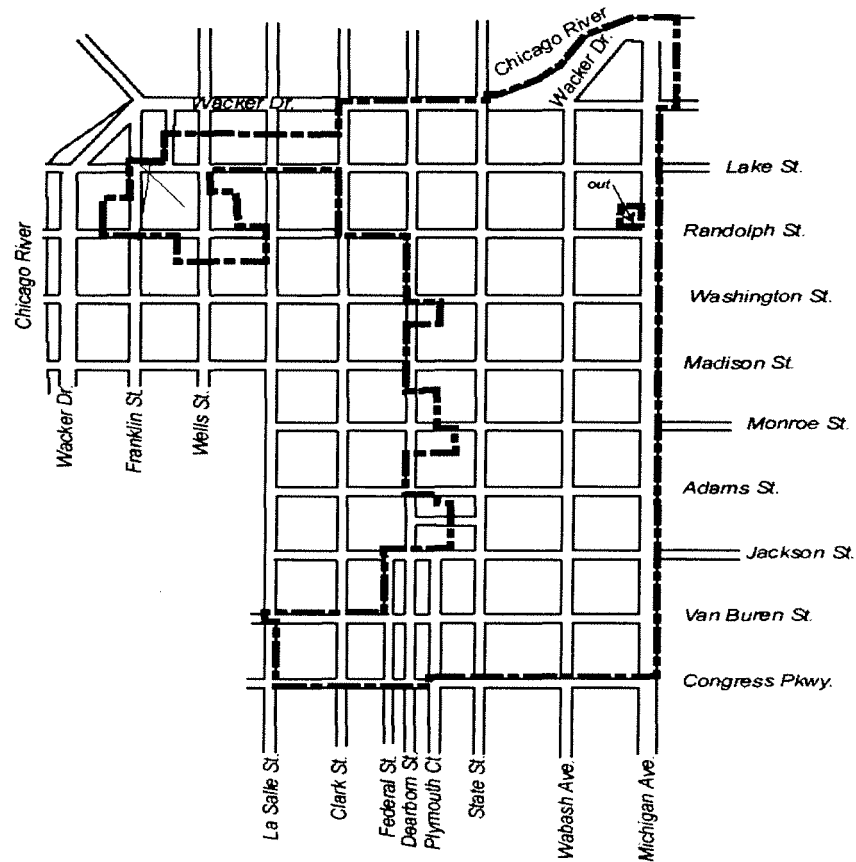 Chicago River
Wacker Dr.
Wacker Dr.
Lake St.
out
Randolph St.
Chicago River
Washington St.
Madison St.
Wacker Dr.
Franklin St.
Wells St.
Monroe St.
Adams St.
Jackson St.
Van Buren St.
Congress Pkwy.
La Salle St.
Clark St.
Federal St.
Dearborn St.
Plymouth Ct.
State St.
Wabash Ave.
Michigan Ave.